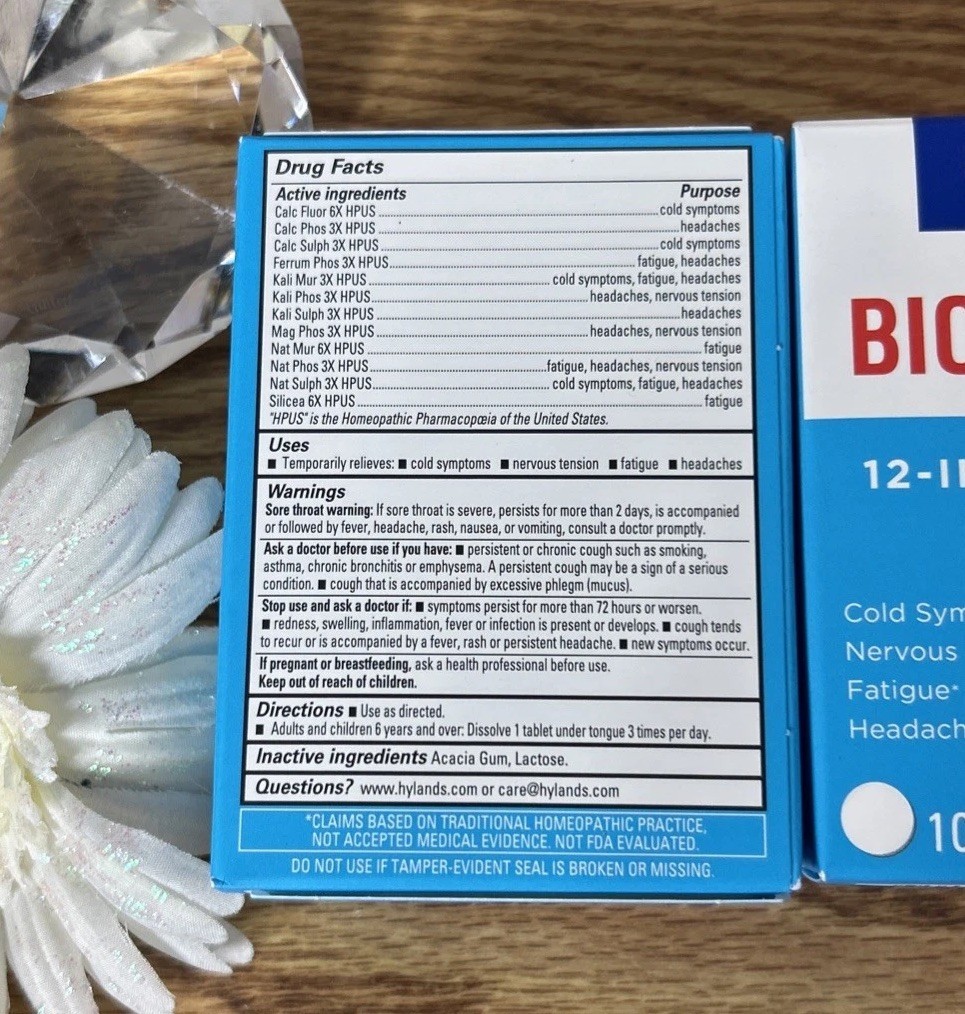 Drug Facts
Active ingredients Purpose
Calc Fluor 6X HPUS cold symptoms
Calc Phos 3X HPUS headaches
Calc Sulph 3X HPUS cold symptoms
Ferrum Phos 3X HPUS fatigue, headaches
Kali Mur 3X HPUS cold symptoms, fatigue, headaches
Kali Phos 3X HPUS headaches, nervous tension
Kali Sulph 3X HPUS headaches
Mag Phos 3X HPUS headaches, nervous tension
Nat Mur 6X HPUS fatigue
Nat Phos 3X HPUS fatigue, headaches, nervous tension
Nat Sulph 3X HPUS cold symptoms, fatigue, headaches
Silicea 6X HPUS fatigue
"HPUS" is the Homeopathic Pharmacopœia of the United States.
Uses
■ Temporarily relieves: ■ cold symptoms ■ nervous tension ■ fatigue ■ headaches
Warnings
Sore throat warning: If sore throat is severe, persists for more than 2 days, is accompanied
or followed by fever, headache, rash, nausea, or vomiting, consult a doctor promptly.
Ask a doctor before use if you have: ■ persistent or chronic cough such as smoking,
asthma, chronic bronchitis or emphysema. A persistent cough may be a sign of a serious
condition. ■ cough that is accompanied by excessive phlegm (mucus).
Stop use and ask a doctor if: ■ symptoms persist for more than 72 hours or worsen.
■ redness, swelling, inflammation, fever or infection is present or develops. ■ cough tends
to recur or is accompanied by a fever, rash or persistent headache. ■ new symptoms occur.
If pregnant or breastfeeding, ask a health professional before use.
Keep out of reach of children.
Directions ■ Use as directed.
■ Adults and children 6 years and over: Dissolve 1 tablet under tongue 3 times per day.
Inactive ingredients Acacia Gum, Lactose.
Questions? www.hylands.com or care@hylands.com
*CLAIMS BASED ON TRADITIONAL HOMEOPATHIC PRACTICE,
NOT ACCEPTED MEDICAL EVIDENCE. NOT FDA EVALUATED.
DO NOT USE IF TAMPER-EVIDENT SEAL IS BROKEN OR MISSING.
BIO
12-I
Cold Sym
Nervous
Fatigue*
Headach
10